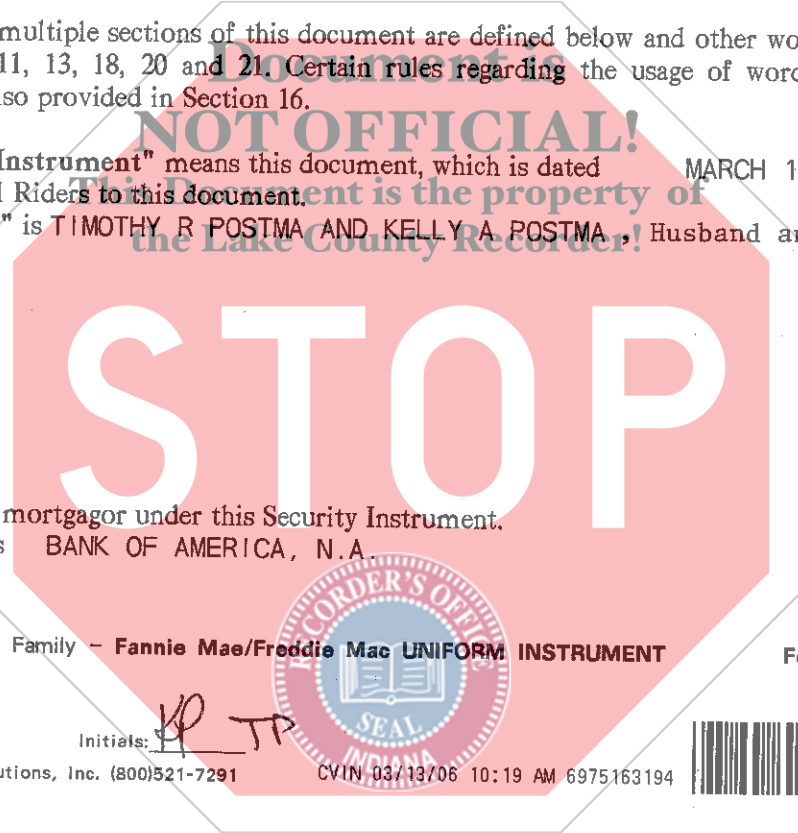 multiple sections of this document are defined below and other wo
11, 13, 18, 20 and 21. Certain rules regarding the usage of word
so provided in Section 16.
Document is
NOT OFFICIAL!
This Document is the property of
the Lake County Recorder!
Instrument" means this document, which is dated MARCH 1
Riders to this document.
" is TIMOTHY R POSTMA AND KELLY A POSTMA , Husband a
STOP
mortgagor under this Security Instrument.
BANK OF AMERICA, N.A.
RECORDER'S OFFICE
SEAL
INDIANA
Family - Fannie Mae/Freddie Mac UNIFORM INSTRUMENT
Initials: KP TP
utions, Inc. (800)521-7291 CVIN 03/13/06 10:19 AM 6975163194